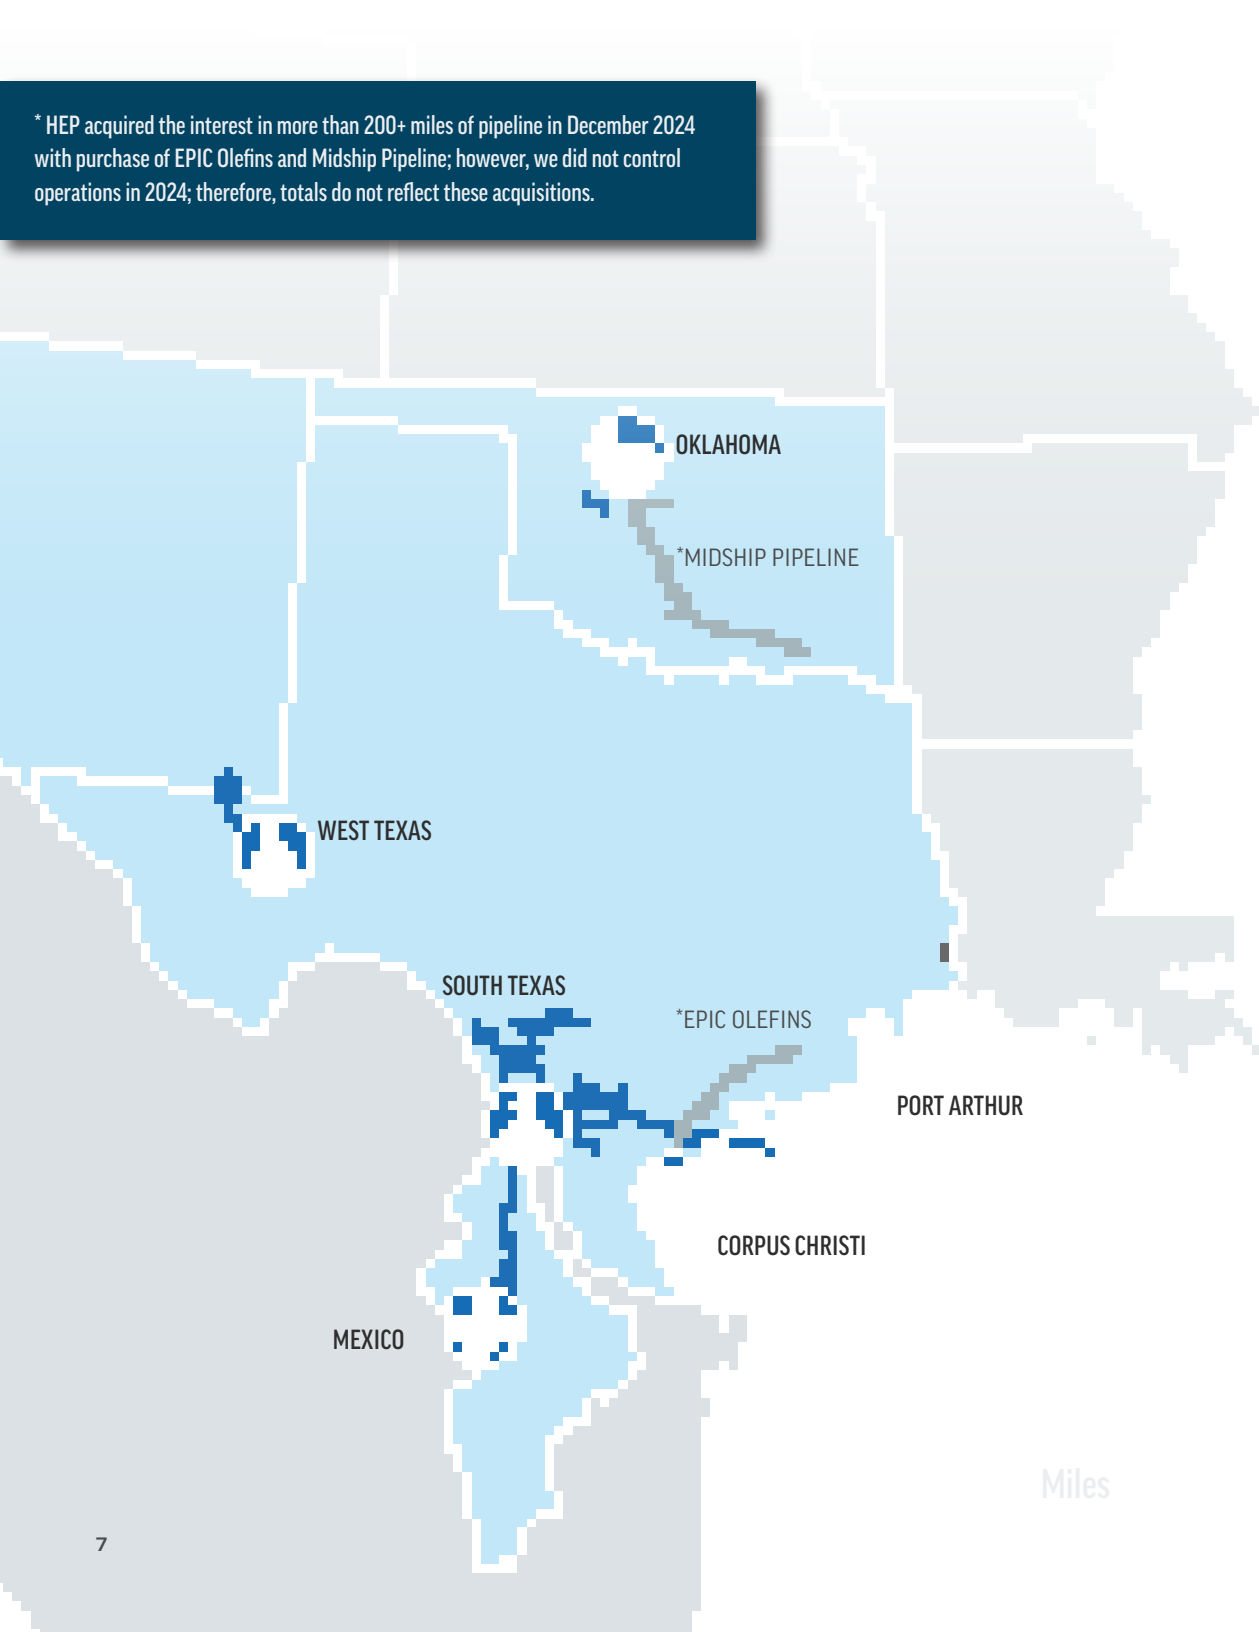 * HEP acquired the interest in more than 200+ miles of pipeline in December 2024
with purchase of EPIC Olefins and Midship Pipeline; however, we did not control
operations in 2024; therefore, totals do not reflect these acquisitions.
OKLAHOMA
*MIDSHIP PIPELINE
WEST TEXAS
SOUTH TEXAS
*EPIC OLEFINS
PORT ARTHUR
CORPUS CHRISTI
MEXICO
Miles
7